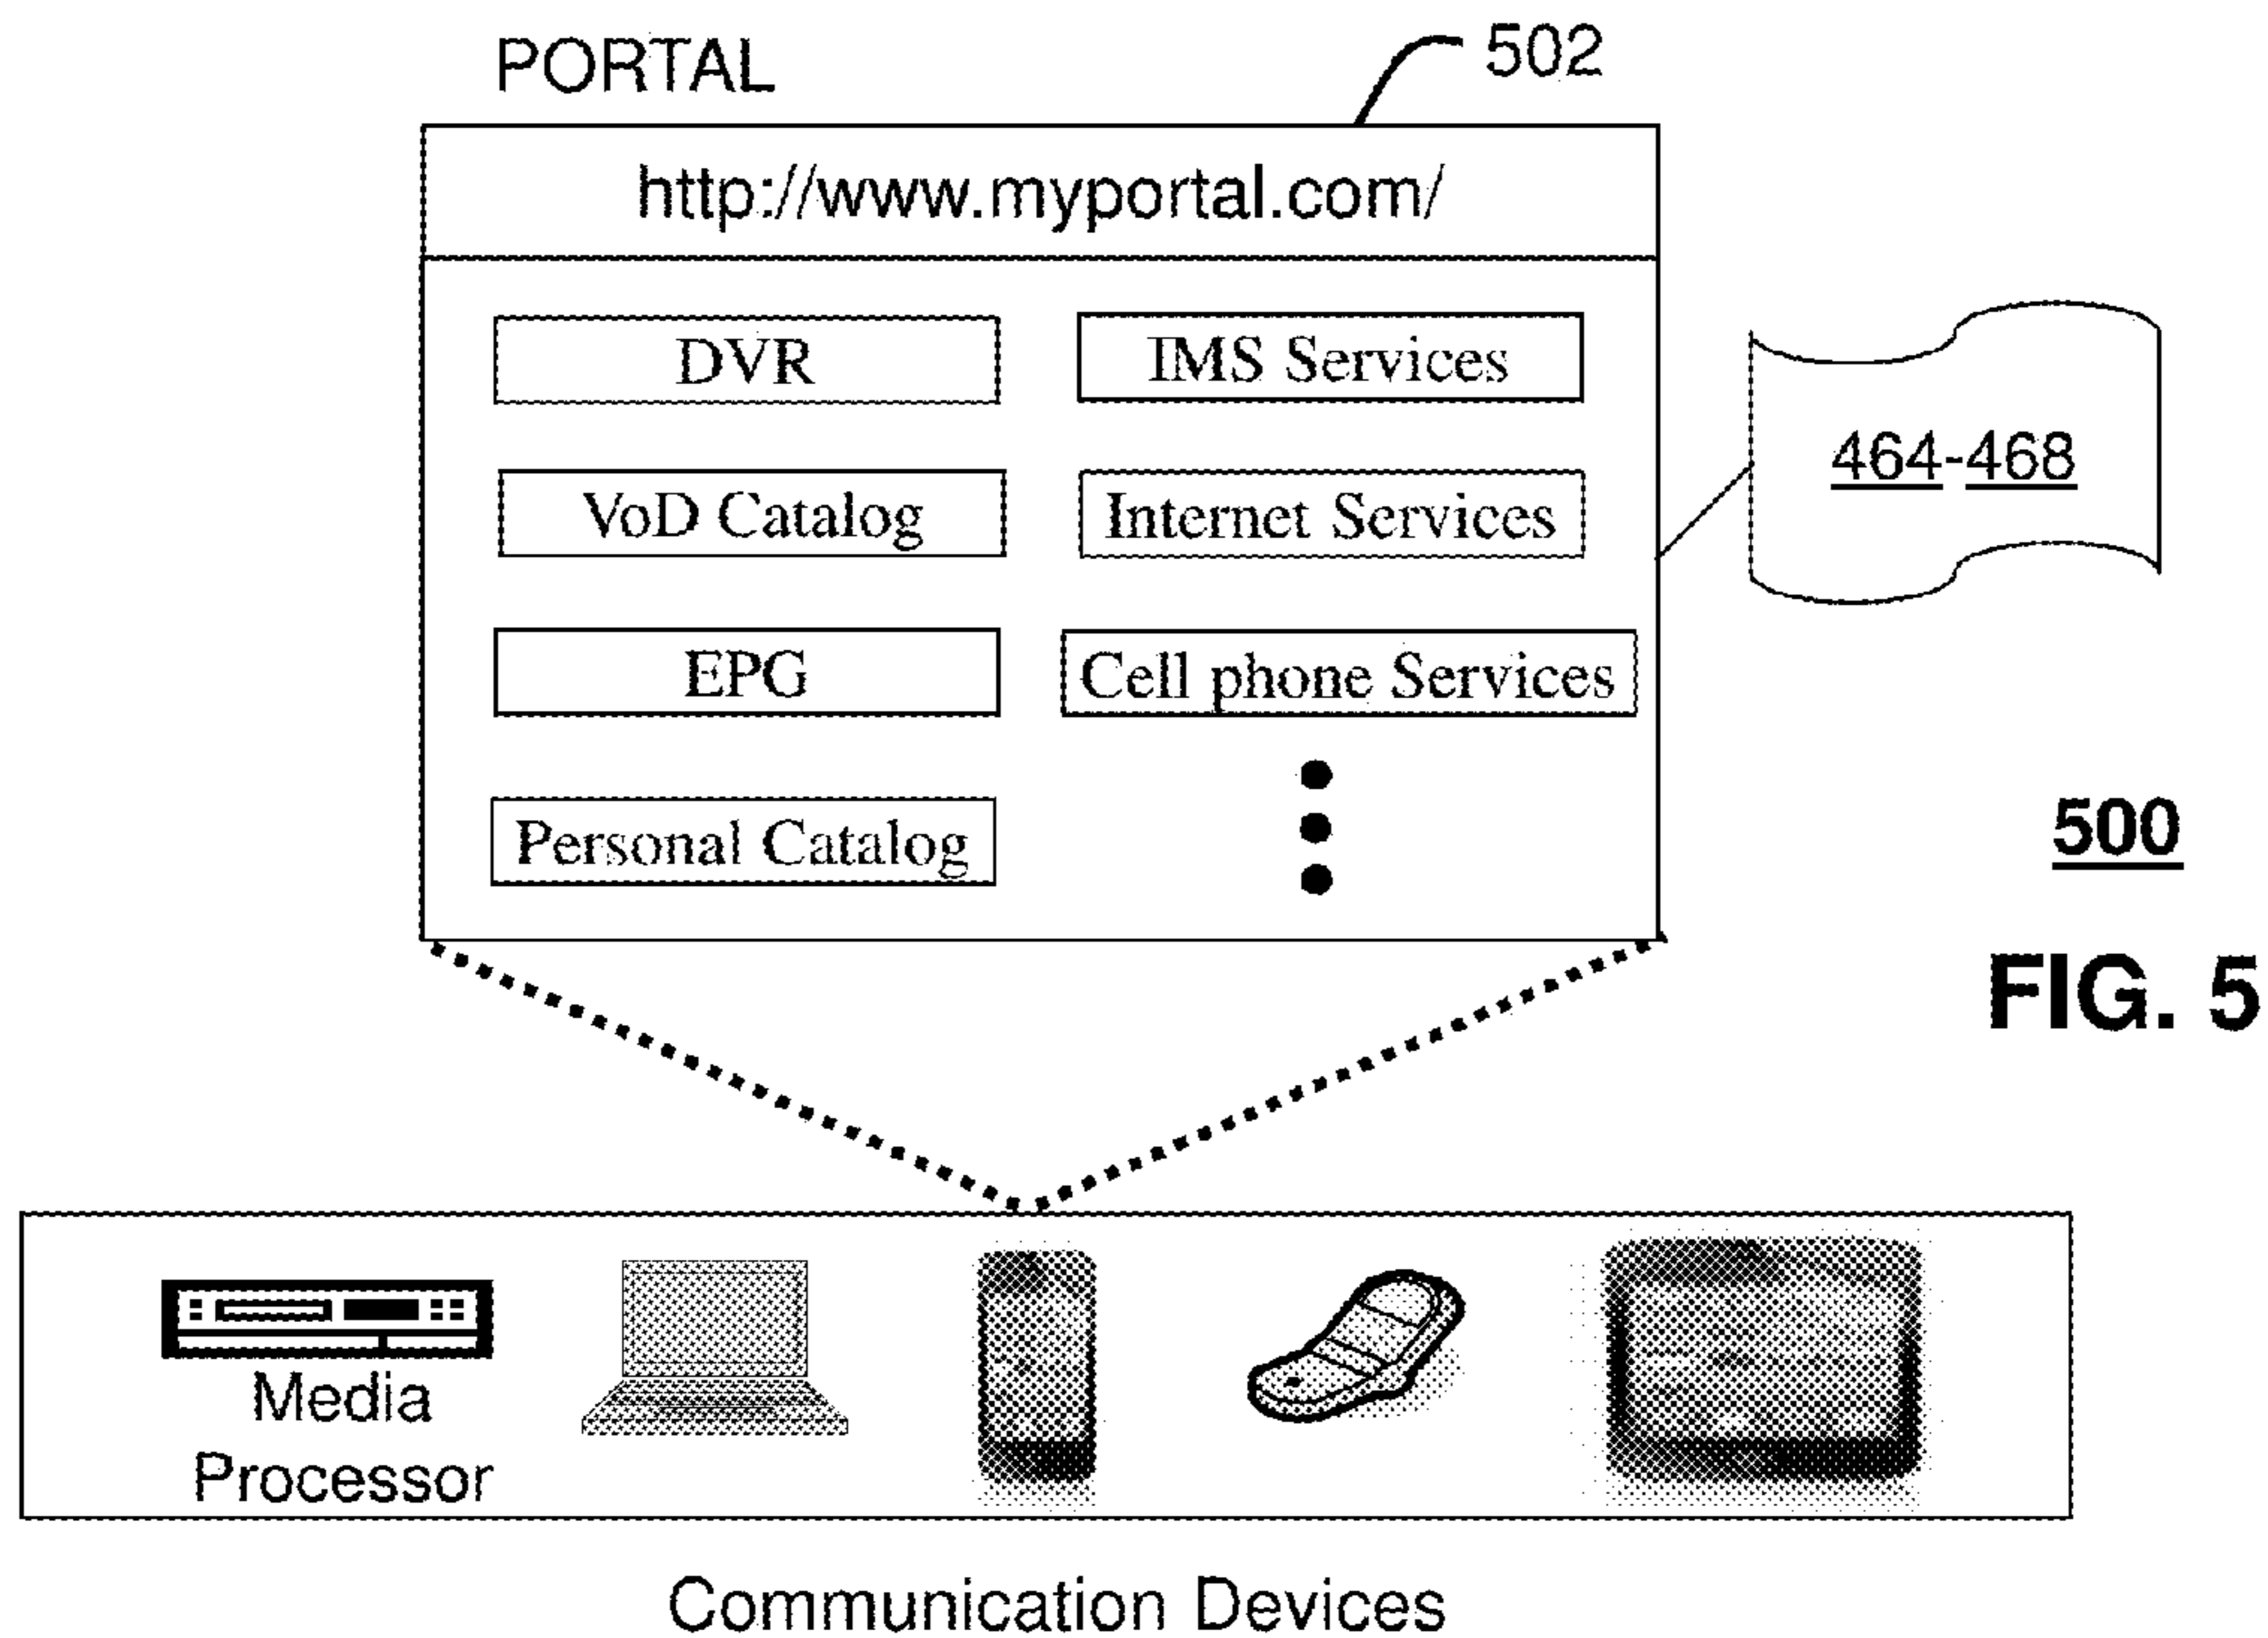 PORTAL
502
http://www.myportal.com/
DVR
IMS Services
VoD Catalog
Internet Services
464-468
EPG
Cell phone Services
Personal Catalog
500
FIG. 5
Media
Processor
Communication Devices